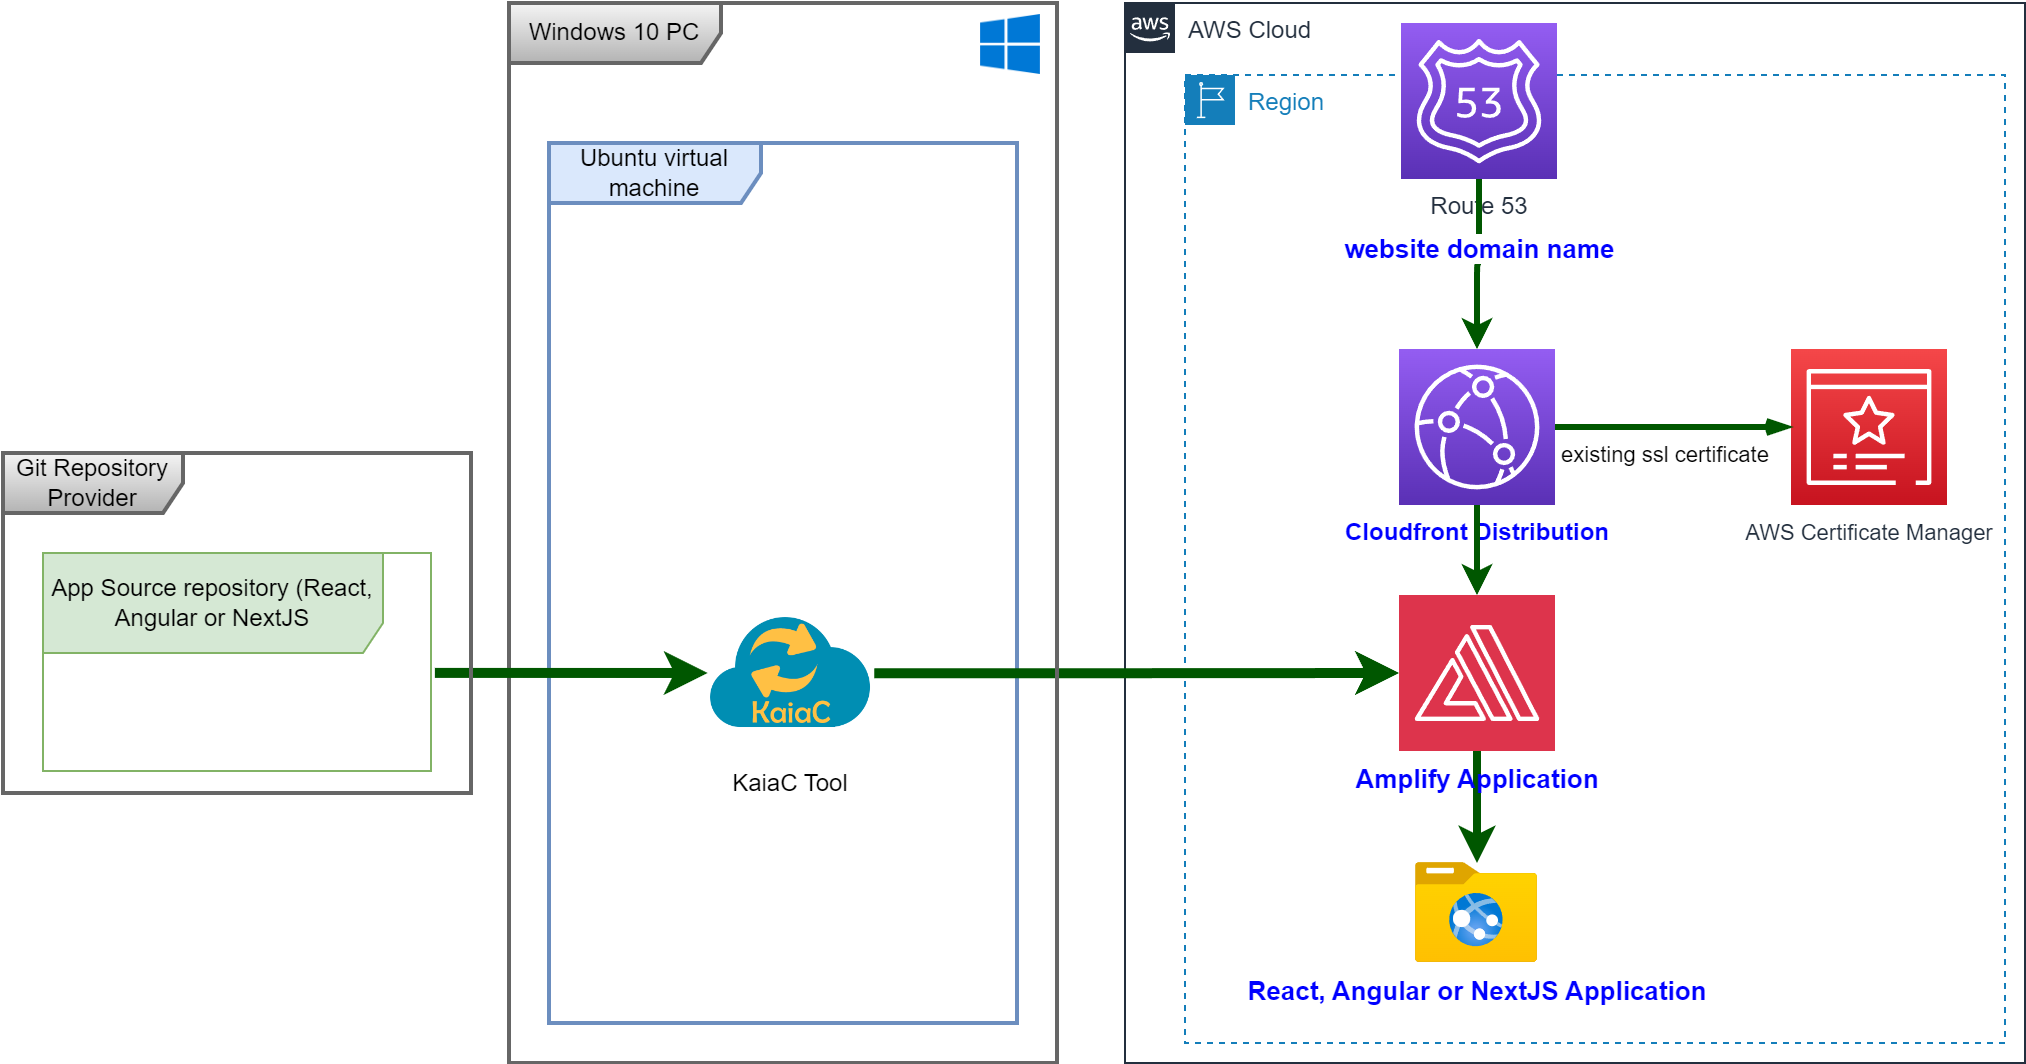 Windows 10 PC
aws
AWS Cloud
53
Region
Ubuntu virtual
machine
Route 53
website domain name
existing ssl certificate
Git Repository
Provider
Cloudfront Distribution
AWS Certificate Manager
App Source repository (React,
Angular or NextJS
KaiaC
KaiaC Tool
Amplify Application
React, Angular or NextJS Application